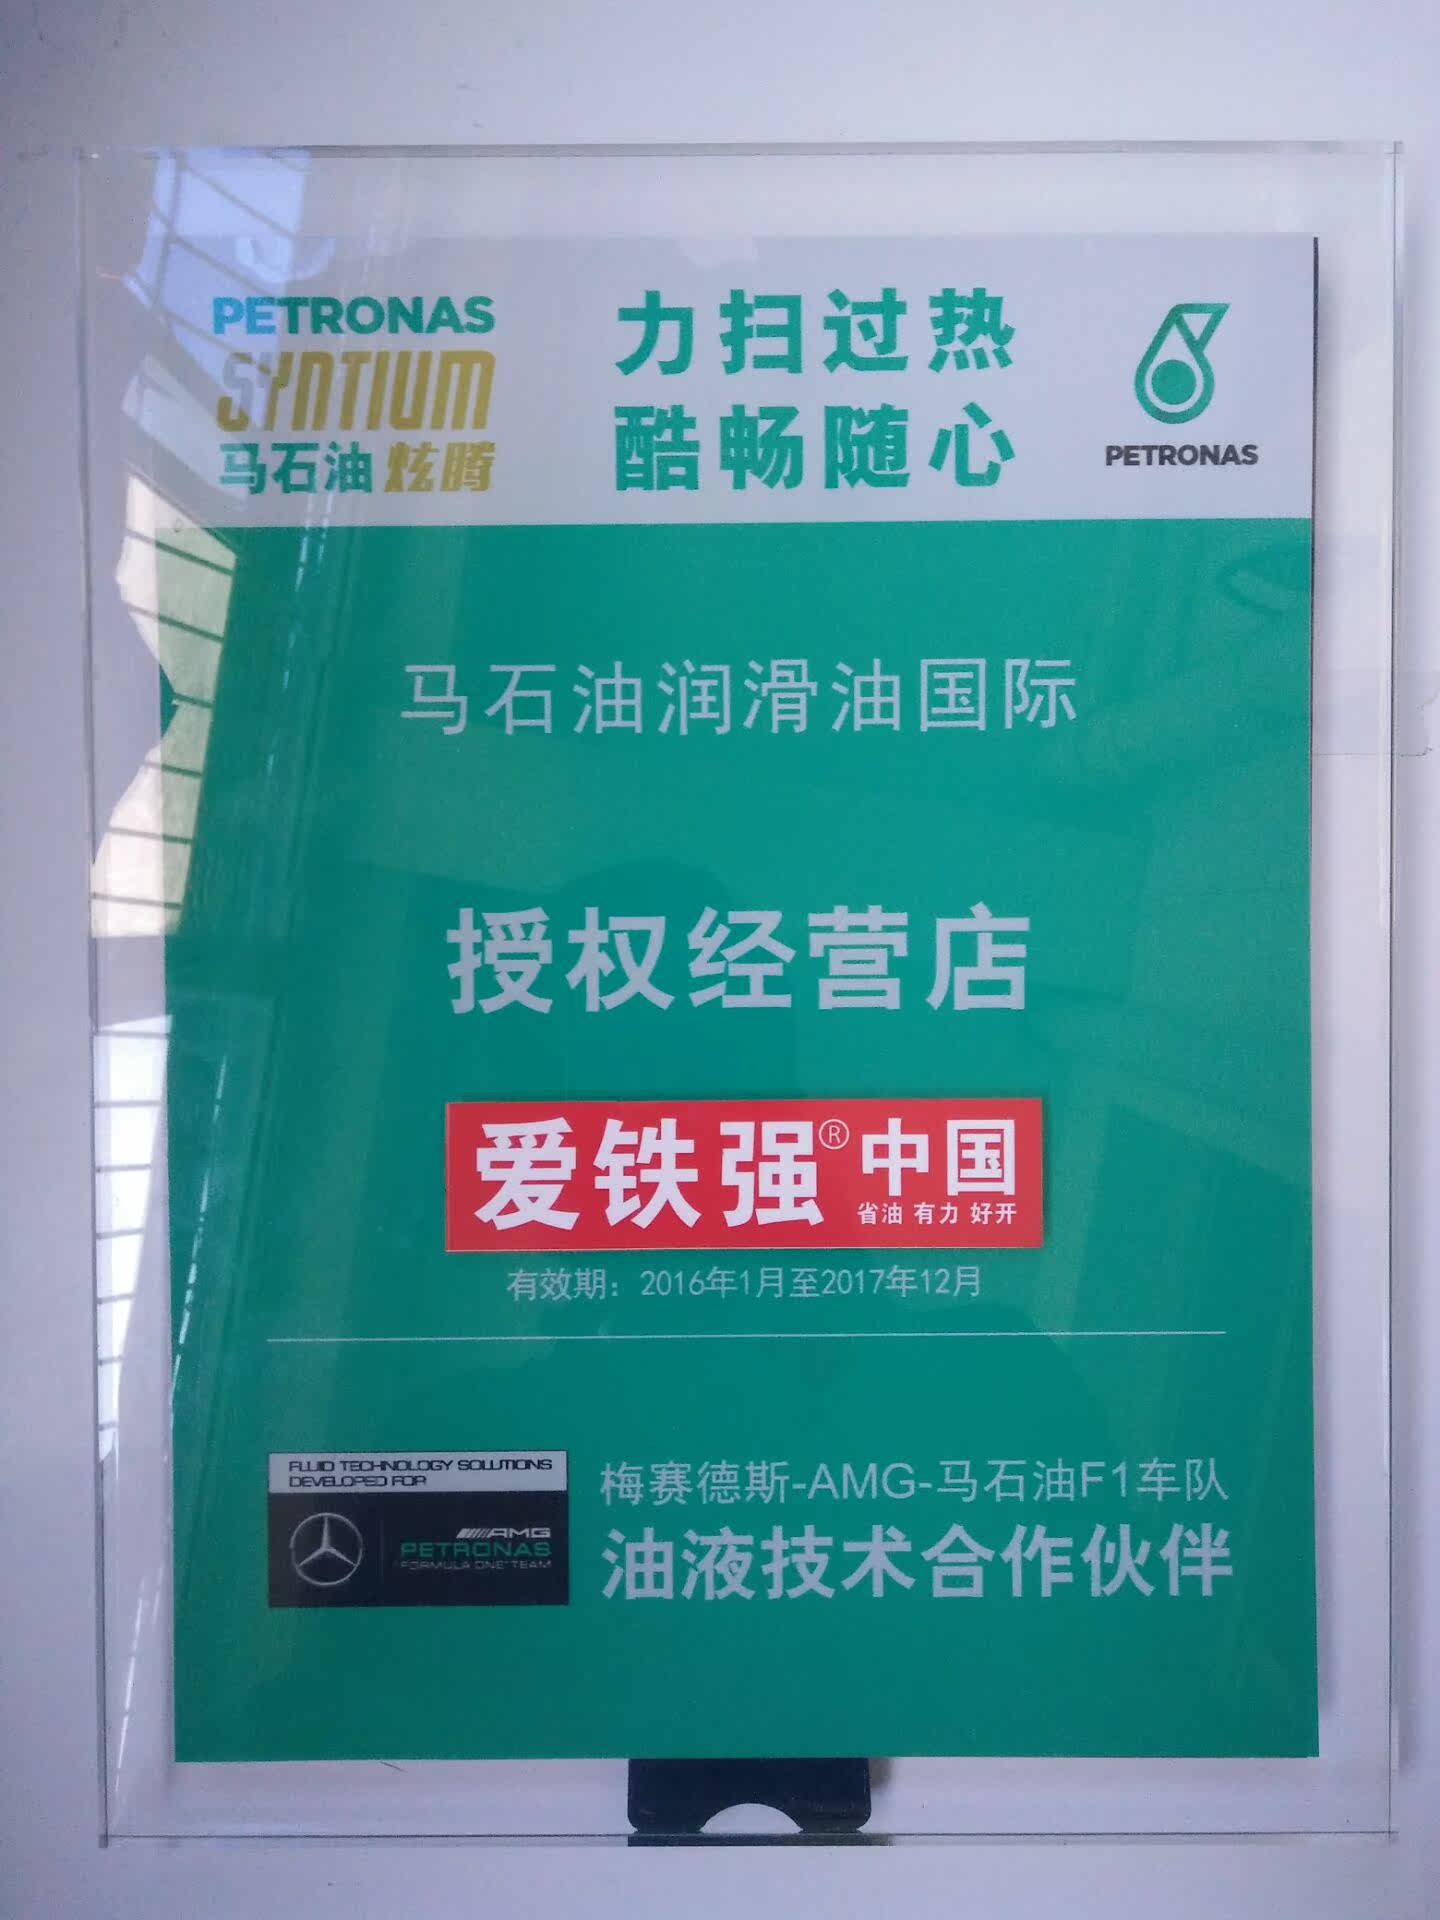 PETRONAS
SYNTIUM
马石油 炫腾
力扫过热
酷畅随心
PETRONAS
马石油润滑油国际
授权经营店
爱铁强®中国
省油 有力 好开
有效期：2016年1月至2017年12月
FLUID TECHNOLOGY SOLUTIONS
DEVELOPED FOR
AMG
PETRONAS
FORMULA ONE TEAM
梅赛德斯-AMG-马石油F1车队
油液技术合作伙伴